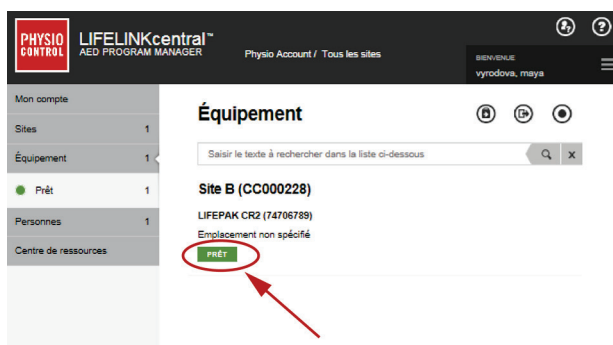 PHYSIO
CONTROL
LIFELINKcentral™
AED PROGRAM MANAGER
Physio Account / Tous les sites
BIENVENUE
vyrodova, maya
Mon compte
Sites 1
Équipement 1
Prêt 1
Personnes 1
Centre de ressources
Équipement
Saisir le texte à rechercher dans la liste ci-dessous
x
Site B (CC000228)
LIFEPAK CR2 (74706789)
Emplacement non spécifié
PRÊT